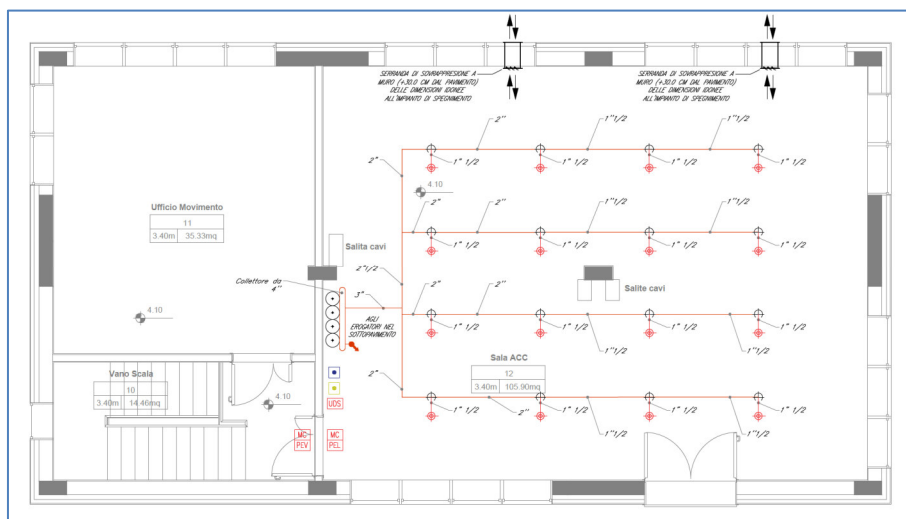 SERRANDA DI SOVRAPPRESIONE A
MURO (+30.0 CM DAL PAVIMENTO)
DELLE DIMENSIONI IDONEE
ALL'IMPIANTO DI SPEGNIMENTO
SERRANDA DI SOVRAPPRESIONE A
MURO (+30.0 CM DAL PAVIMENTO)
DELLE DIMENSIONI IDONEE
ALL'IMPIANTO DI SPEGNIMENTO
2"
1"1/2
1"1/2
2"
1" 1/2
1" 1/2
1" 1/2
1" 1/2
4.10
Ufficio Movimento
11
3.40m
35.33mq
2"
2"
1"1/2
1"1/2
1" 1/2
1" 1/2
1" 1/2
1" 1/2
Salita cavi
2"1/2
Collettore da
4"
3"
2"
2"
Salite cavi
4.10
AGLI
EROGATORI NEL
SOTTOPAVIMENTO
1" 1/2
1" 1/2
1" 1/2
1" 1/2
1"1/2
1"1/2
Sala ACC
12
3.40m
105.90mq
Vano Scala
10
3.40m
14.46mq
2"
4.10
UDS
1" 1/2
2"
1" 1/2
1" 1/2
1" 1/2
1"1/2
1"1/2
MC
PEV
MC
PEL